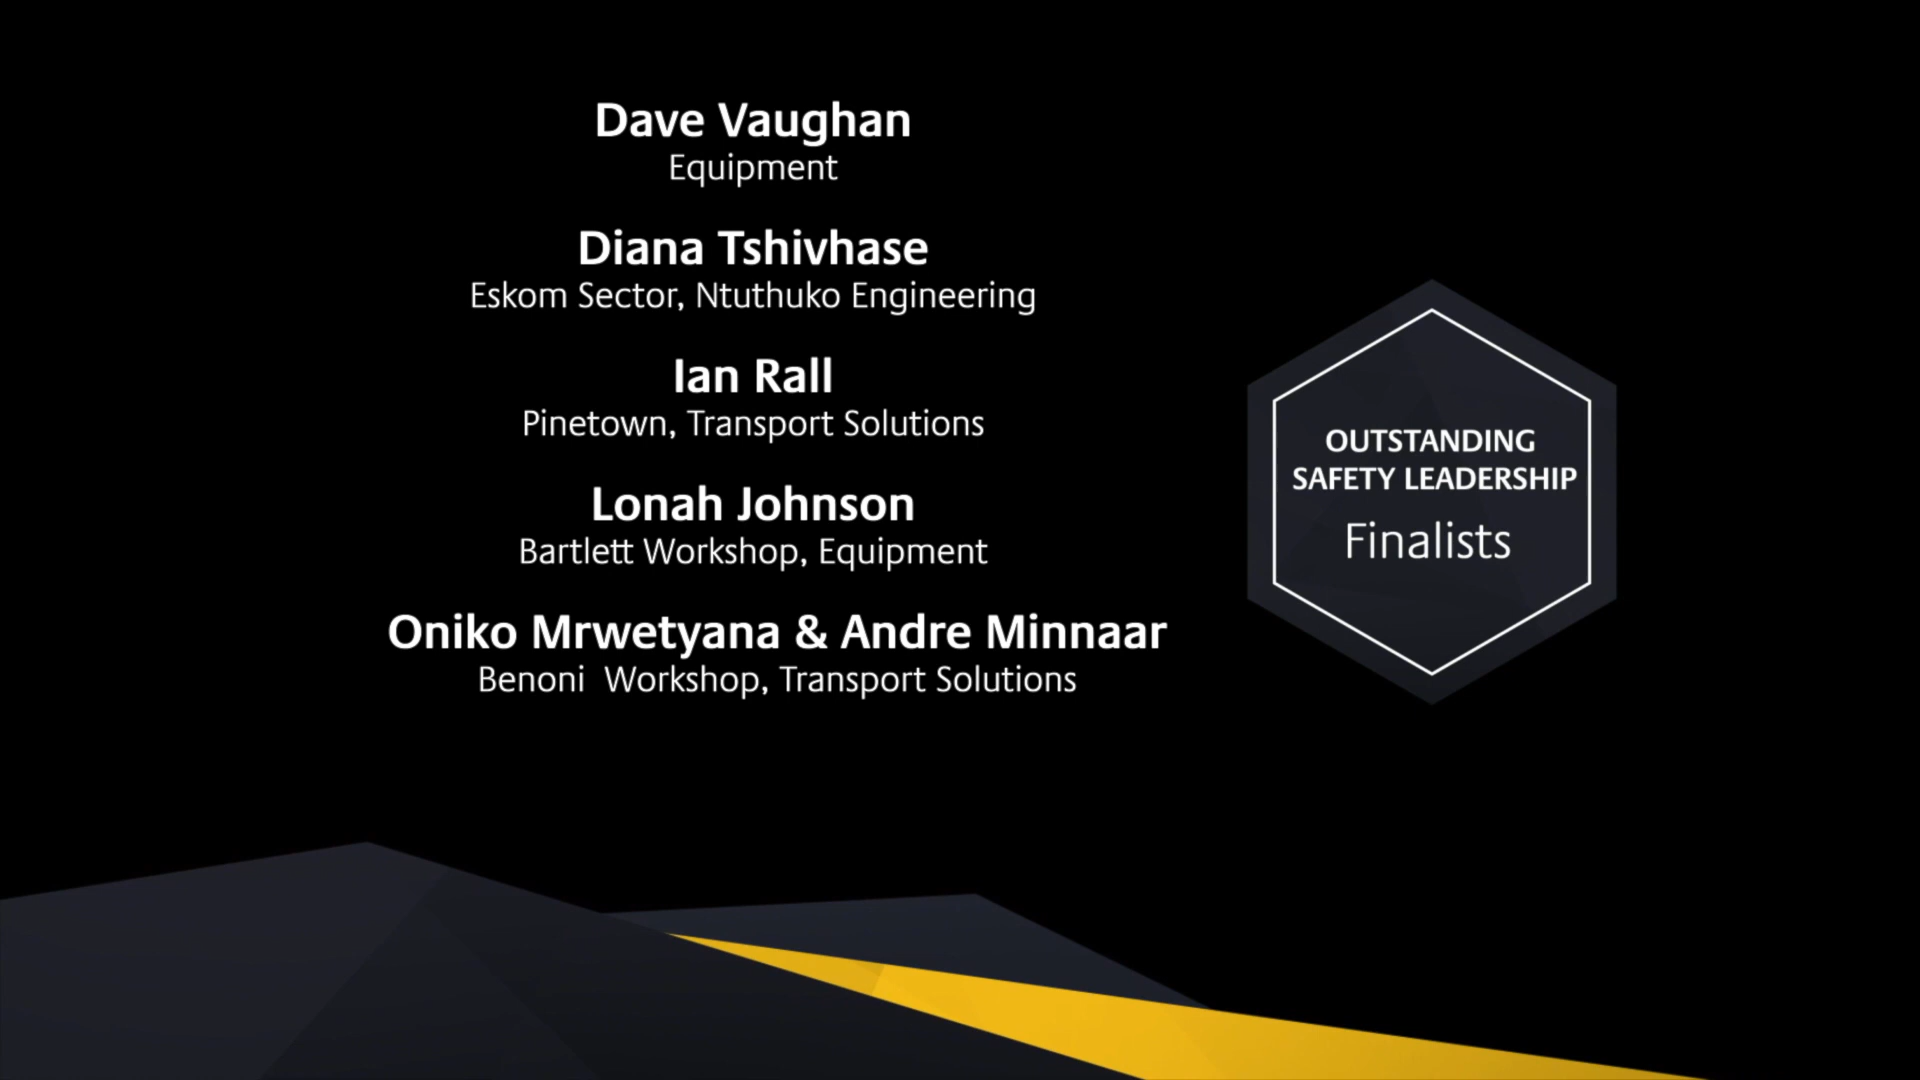 Dave Vaughan
Equipment
Diana Tshivhase
Eskom Sector, Ntuthuko Engineering
Ian Rall
Pinetown, Transport Solutions
Lonah Johnson
Bartlett Workshop, Equipment
Oniko Mrwetyana & Andre Minnaar
Benoni  Workshop, Transport Solutions
OUTSTANDING
SAFETY LEADERSHIP
Finalists